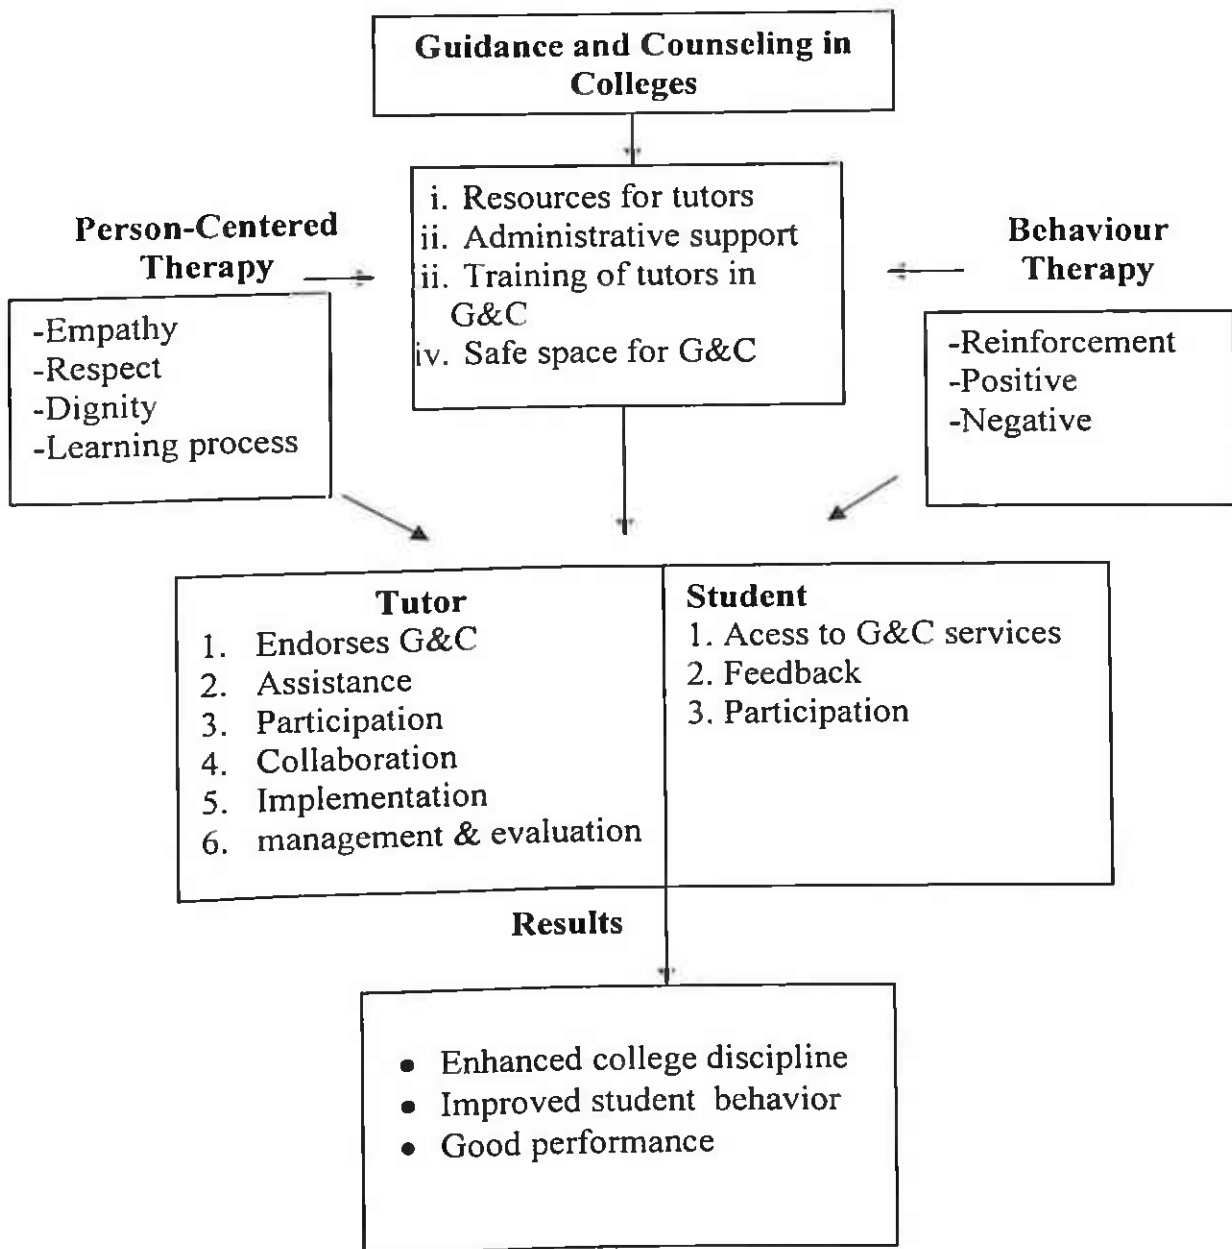 Guidance and Counseling in
Colleges
i. Resources for tutors
ii. Administrative support
ii. Training of tutors in
G&C
iv. Safe space for G&C
Person-Centered
Therapy
-Empathy
-Respect
-Dignity
-Learning process
Behaviour
Therapy
-Reinforcement
-Positive
-Negative
Tutor
1. Endorses G&C
2. Assistance
3. Participation
4. Collaboration
5. Implementation
6. management & evaluation
Student
1. Acess to G&C services
2. Feedback
3. Participation
Results
• Enhanced college discipline
• Improved student behavior
• Good performance